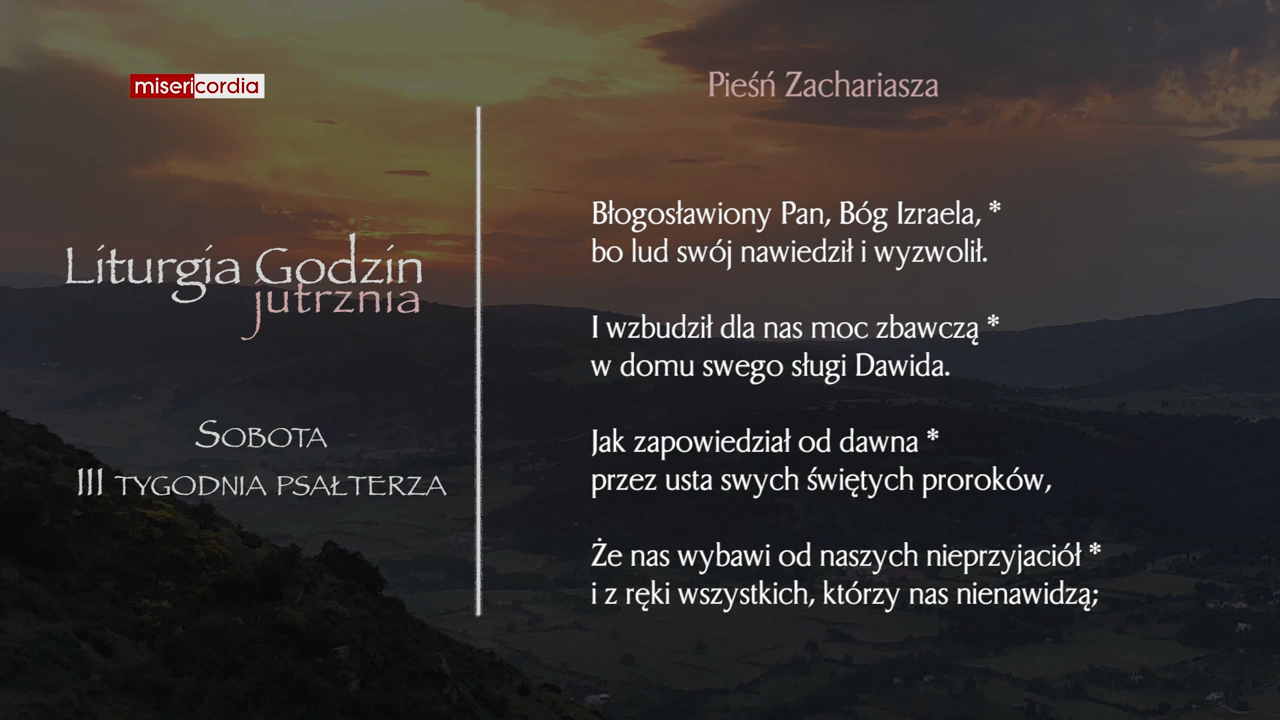 misericordia
Liturgia Godzin
jutrznia
Sobota
III tygodnia psałterza
Pieśń Zachariasza
Błogosławiony Pan, Bóg Izraela, *
bo lud swój nawiedził i wyzwolił.
I wzbudził dla nas moc zbawczą *
w domu swego sługi Dawida.
Jak zapowiedział od dawna *
przez usta swych świętych proroków,
Że nas wybawi od naszych nieprzyjaciół *
i z ręki wszystkich, którzy nas nienawidzą;